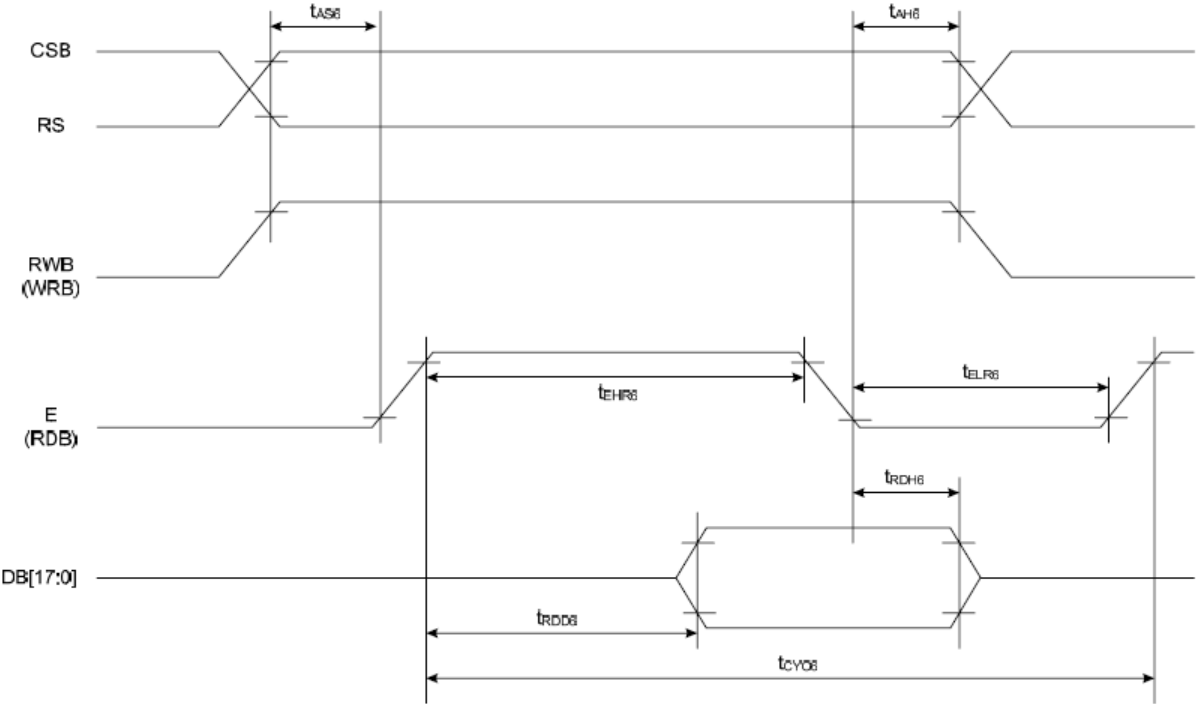 tAS6
tAH6
CSB
RS
RWB
(WRB)
tEHR6
tELR6
E
(RDB)
tRDH6
DB[17:0]
tRDD6
tCYC6